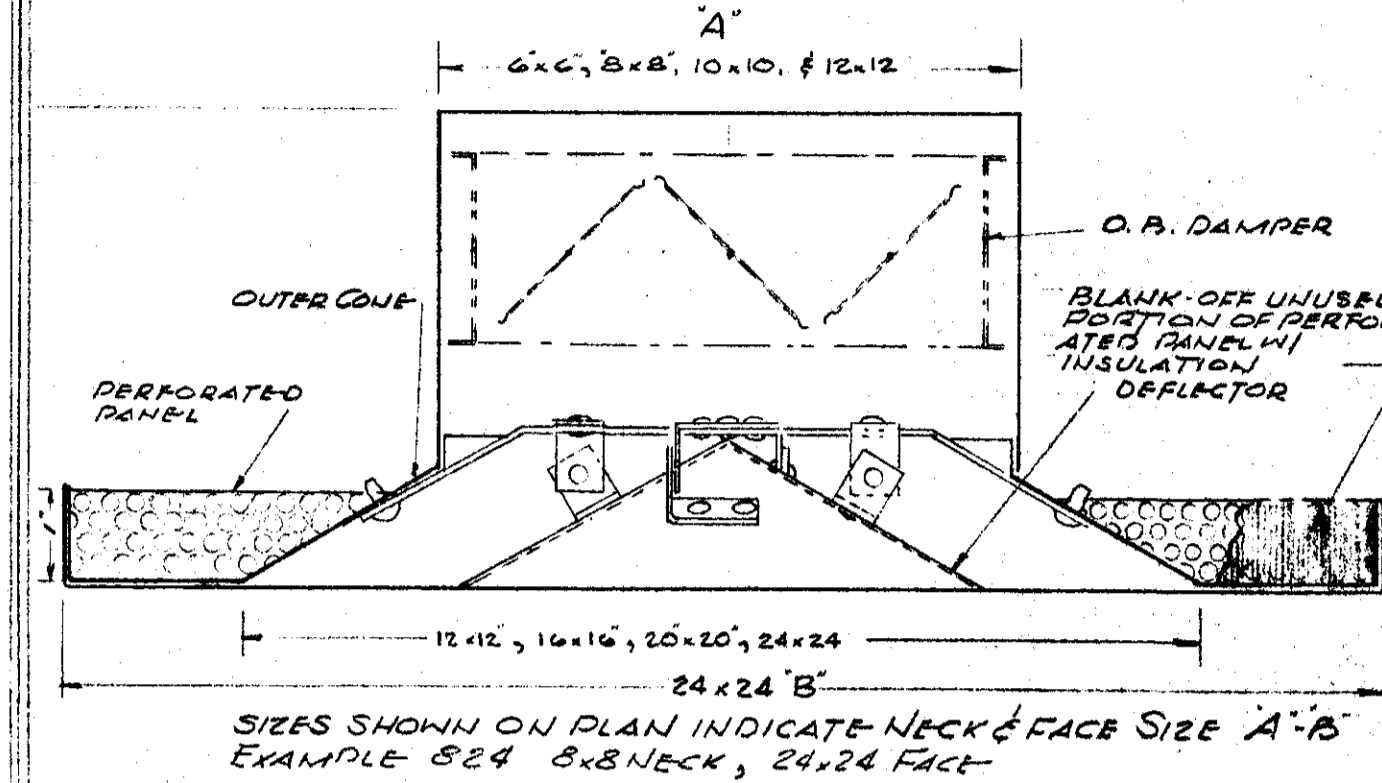 "A"
6"x6", "8x8", 10x10, & 12x12
O.B. DAMPER
OUTER CONE
BLANK-OFF UNUSED
PORTION OF PERFOR-
ATED PANEL W/
INSULATION
DEFLECTOR
PERFORATED
PANEL
1"
12x12", 16x16", 20"x20", 24x24
24x24 "B"
SIZES SHOWN ON PLAN INDICATE NECK & FACE SIZE "A"-"B"
EXAMPLE 824 8x8 NECK, 24x24 FACE